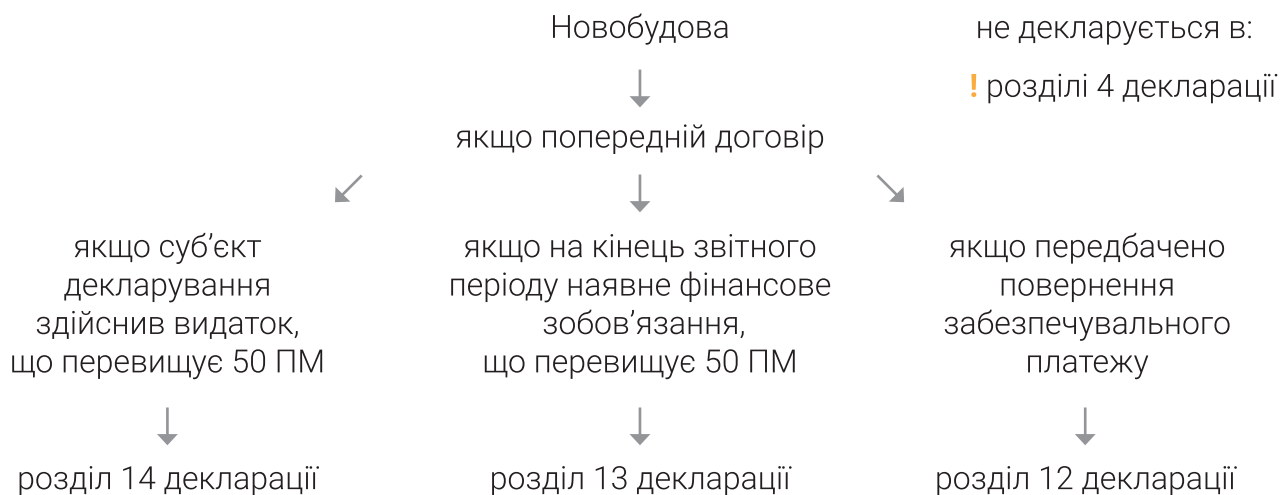 Новобудова
не декларується в:
! розділі 4 декларації
якщо попередній договір
якщо суб’єкт
декларування
здійснив видаток,
що перевищує 50 ПМ
якщо на кінець звітного
періоду наявне фінансове
зобов’язання,
що перевищує 50 ПМ
якщо передбачено
повернення
забезпечувального
платежу
розділ 14 декларації
розділ 13 декларації
розділ 12 декларації